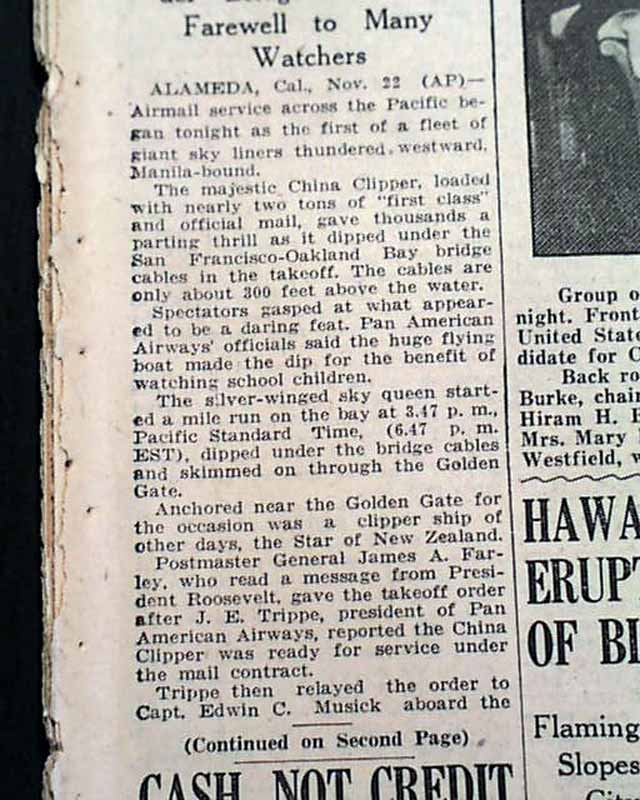 Farewell to Many
Watchers
ALAMEDA, Cal., Nov. 22 (AP)—
Airmail service across the Pacific be-
gan tonight as the first of a fleet of
giant sky liners thundered westward,
Manila-bound.
The majestic China Clipper, loaded
with nearly two tons of "first class"
and official mail, gave thousands a
parting thrill as it dipped under the
San Francisco-Oakland Bay bridge
cables in the takeoff. The cables are
only about 300 feet above the water.
Spectators gasped at what appear-
ed to be a daring feat. Pan American
Airways' officials said the huge flying
boat made the dip for the benefit of
watching school children.
The silver-winged sky queen start-
ed a mile run on the bay at 3.47 p. m.,
Pacific Standard Time, (6.47 p. m.
EST), dipped under the bridge cables
and skimmed on through the Golden
Gate.
Anchored near the Golden Gate for
the occasion was a clipper ship of
other days, the Star of New Zealand.
Postmaster General James A. Far-
ley, who read a message from Presi-
dent Roosevelt, gave the takeoff order
after J. E. Trippe, president of Pan
American Airways, reported the China
Clipper was ready for service under
the mail contract.
Trippe then relayed the order to
Capt. Edwin C. Musick aboard the
(Continued on Second Page)
CASH, NOT CREDIT
Group
night. Front
United
didate for
Back
Burke,
Hiram H.
Mrs. Mary
Westfield,
HAWA
ERUPT
OF
Flaming
Slopes